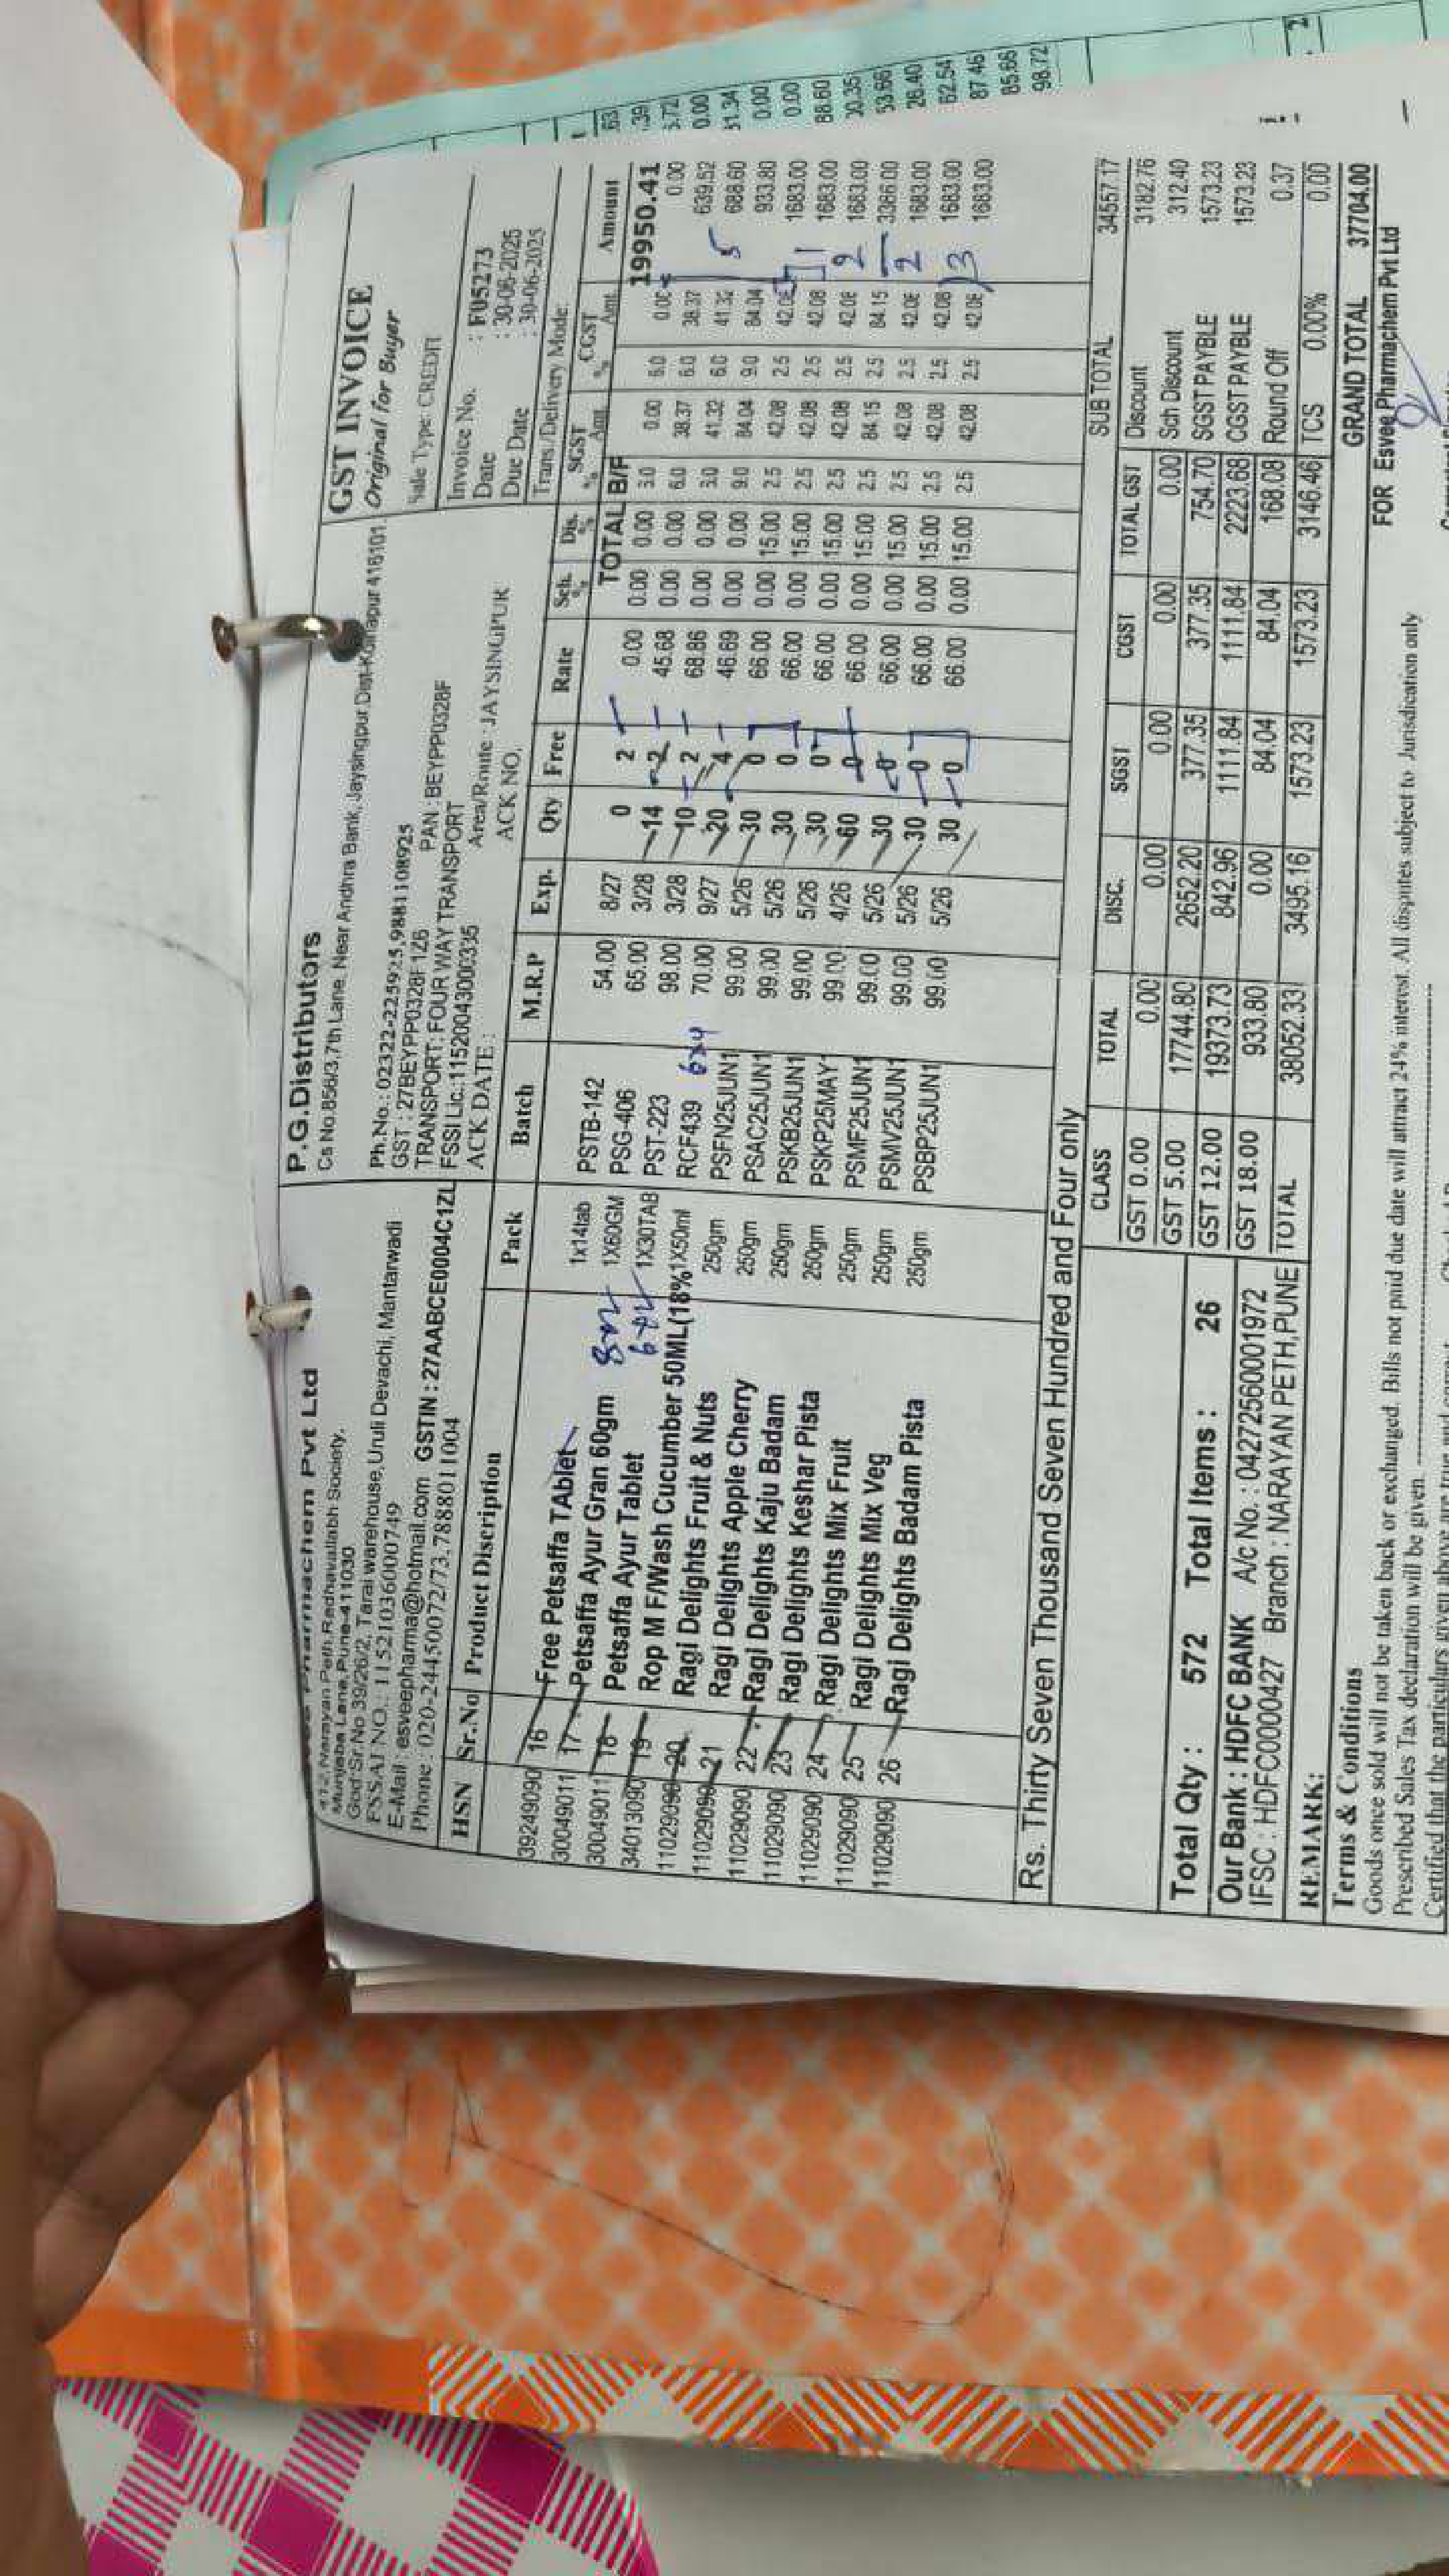 Pharmachem Pvt Ltd
412, Narayan Peth, Radhavallabh Society,
Munjaba Lane, Pune-411030
God: Sr.No 39/26/2, Tarai warehouse, Uruli Devachi, Mantarwadi
FSSAI NO.: 11521036000749
E-Mail : esveepharma@hotmail.com GSTIN : 27AABCE0004C1ZL
Phone : 020-24450072/73,7888011004
P.G.Distributors
Cs No.856/3,7th Lane, Near Andhra Bank, Jaysingpur,Dist-Kolhapur 416101
Ph.No.: 02322-225925,9881108925
GST : 27BEYPP0328F1Z6 PAN : BEYPP0328F
TRANSPORT: FOUR WAY TRANSPORT
FSSI Lic.:11520043000335 Area/Route : JAYSINGPUR
ACK DATE : ACK NO.
GST INVOICE
Original for Buyer
Sale Type: CREDIT
Invoice No. : F05273
Date : 30-06-2025
Due Date : 30-06-2025
Trans/Delivery Mode:
HSN Sr.No Product Discription Pack Batch M.R.P Exp. Qty Free Rate Sch. % Dis. % SGST % Amt CGST % Amt. Amount
TOTAL B/F 19950.41
39249090 16 Free Petsaffa TAblet 1x14tab PSTB-142 54.00 8/27 0 2 0.00 0.00 0.00 3.0 0.00 6.0 0.00 0.00
30049011 17 Petsaffa Ayur Gran 60gm 1X60GM PSG-406 65.00 3/28 14 2 45.68 0.00 0.00 6.0 38.37 6.0 38.37 639.52
30049011 18 Petsaffa Ayur Tablet 1X30TAB PST-223 98.00 3/28 10 2 68.86 0.00 0.00 3.0 41.32 6.0 41.32 688.60
34013090 19 Rop M F/Wash Cucumber 50ML(18% 1X50ml RCF439 6x4 70.00 9/27 20 4 46.69 0.00 0.00 9.0 84.04 9.0 84.04 933.80
11029090 20 Ragi Delights Fruit & Nuts 250gm PSFN25JUN1 99.00 5/26 30 0 66.00 0.00 15.00 2.5 42.08 2.5 42.08 1683.00
11029090 21 Ragi Delights Apple Cherry 250gm PSAC25JUN1 99.00 5/26 30 0 66.00 0.00 15.00 2.5 42.08 2.5 42.08 1683.00
11029090 22 Ragi Delights Kaju Badam 250gm PSKB25JUN1 99.00 5/26 30 0 66.00 0.00 15.00 2.5 42.08 2.5 42.08 1683.00
11029090 23 Ragi Delights Keshar Pista 250gm PSKP25MAY1 99.00 4/26 60 0 66.00 0.00 15.00 2.5 84.15 2.5 84.15 3366.00
11029090 24 Ragi Delights Mix Fruit 250gm PSMF25JUN1 99.00 5/26 30 0 66.00 0.00 15.00 2.5 42.08 2.5 42.08 1683.00
11029090 25 Ragi Delights Mix Veg 250gm PSMV25JUN1 99.00 5/26 30 0 66.00 0.00 15.00 2.5 42.08 2.5 42.08 1683.00
11029090 26 Ragi Delights Badam Pista 250gm PSBP25JUN1 99.00 5/26 30 0 66.00 0.00 15.00 2.5 42.08 2.5 42.08 1683.00
Rs. Thirty Seven Thousand Seven Hundred and Four only
Total Qty : 572 Total Items : 26
Our Bank : HDFC BANK A/c No. : 04272560001972
IFSC : HDFC0000427 Branch : NARAYAN PETH,PUNE
REMARK:
CLASS TOTAL DISC. SGST CGST TOTAL GST
GST 0.00 0.00 0.00 0.00 0.00 0.00
GST 5.00 17744.80 2652.20 377.35 377.35 754.70
GST 12.00 19373.73 842.96 1111.84 1111.84 2223.68
GST 18.00 933.80 0.00 84.04 84.04 168.08
TOTAL 38052.33 3495.16 1573.23 1573.23 3146.46
SUB TOTAL 34557.17
Discount 3182.76
Sch Discount 312.40
SGST PAYBLE 1573.23
CGST PAYBLE 1573.23
Round Off 0.37
TCS 0.00% 0.00
GRAND TOTAL 37704.00
Terms & Conditions
Goods once sold will not be taken back or exchanged. Bills not paid due date will attract 24% interest. All disputes subject to Jurisdication only
Prescribed Sales Tax declaration will be given.
Certified that the particulars given above are true and
FOR Esvee Pharmachem Pvt Ltd